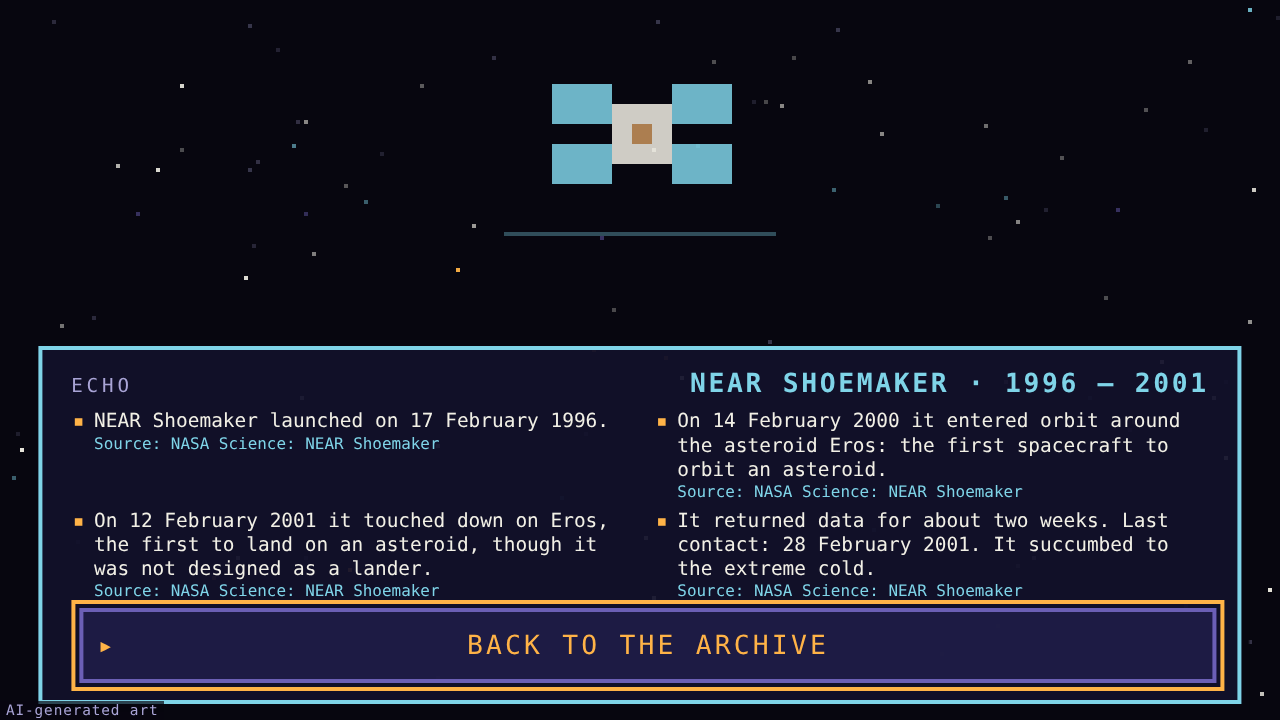 ECHO
NEAR SHOEMAKER · 1996 — 2001
NEAR Shoemaker launched on 17 February 1996.
Source: NASA Science: NEAR Shoemaker
On 14 February 2000 it entered orbit around
the asteroid Eros: the first spacecraft to
orbit an asteroid.
Source: NASA Science: NEAR Shoemaker
On 12 February 2001 it touched down on Eros,
the first to land on an asteroid, though it
was not designed as a lander.
Source: NASA Science: NEAR Shoemaker
It returned data for about two weeks. Last
contact: 28 February 2001. It succumbed to
the extreme cold.
Source: NASA Science: NEAR Shoemaker
BACK TO THE ARCHIVE
AI-generated art